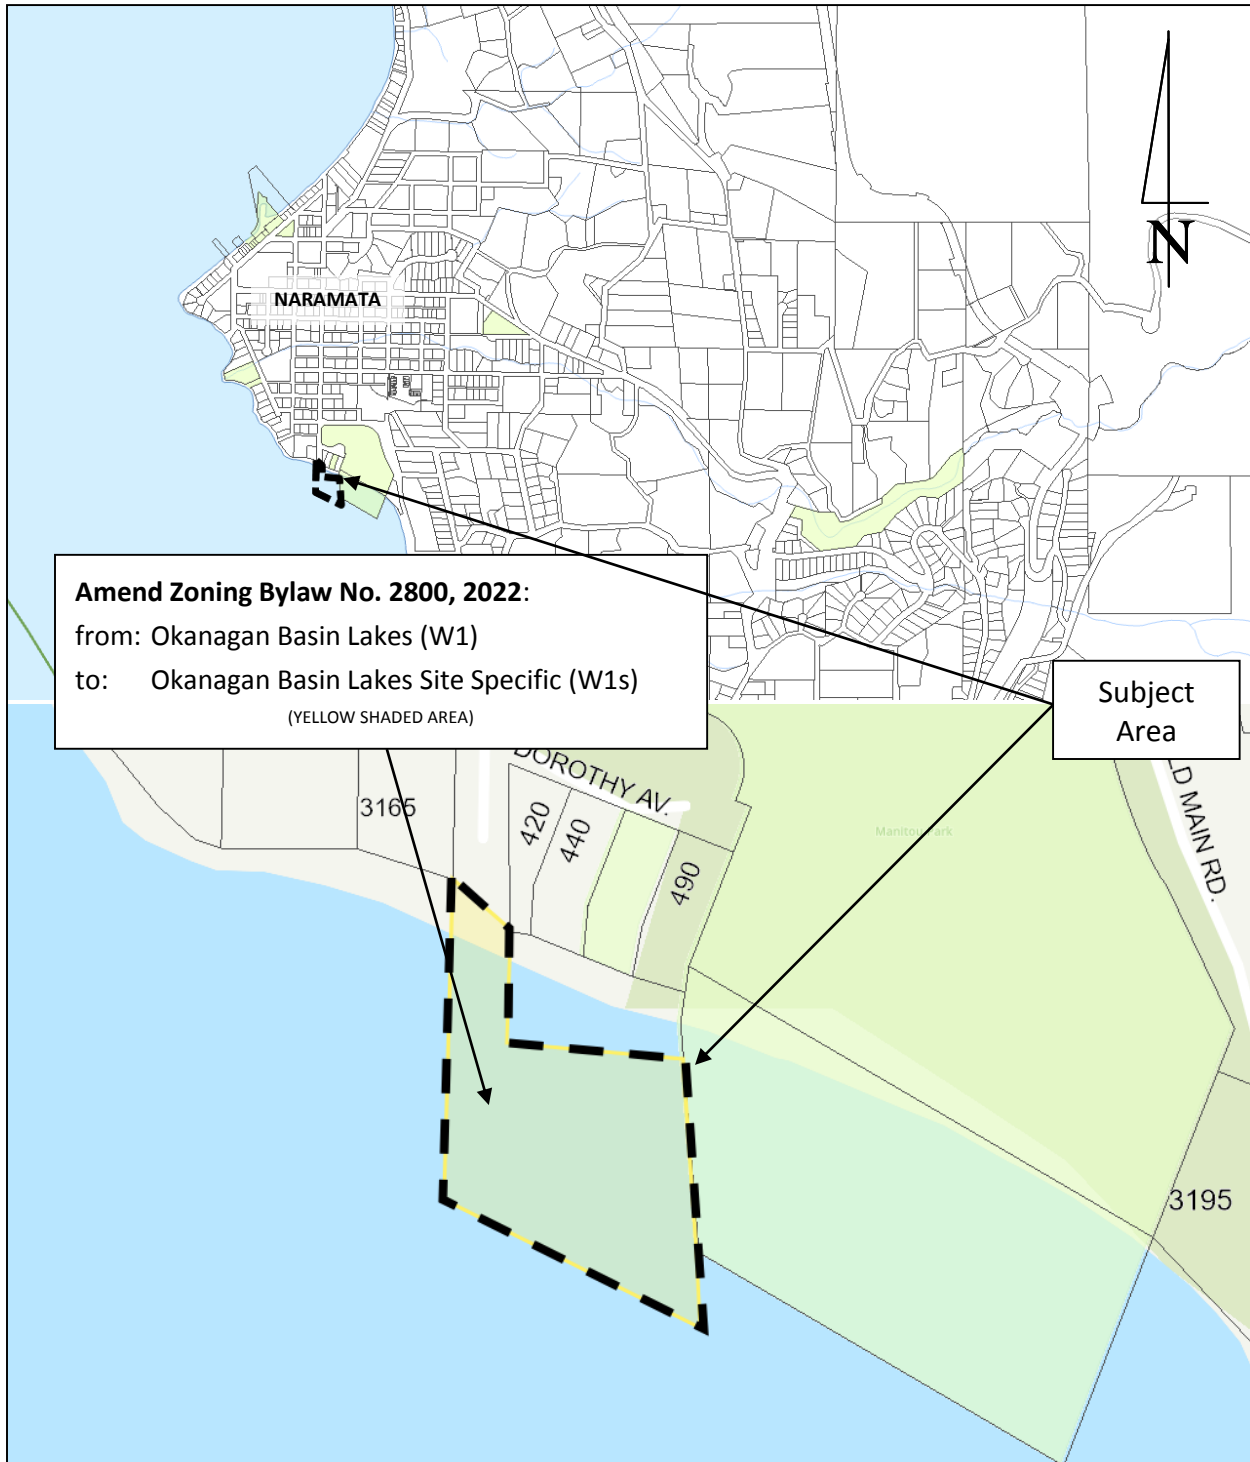 N
NARAMATA
Amend Zoning Bylaw No. 2800, 2022:
from: Okanagan Basin Lakes (W1)
to: Okanagan Basin Lakes Site Specific (W1s)
(YELLOW SHADED AREA)
Subject
Area
DOROTHY AV.
3165
420
440
490
Manitou Park
LD MAIN RD.
3195